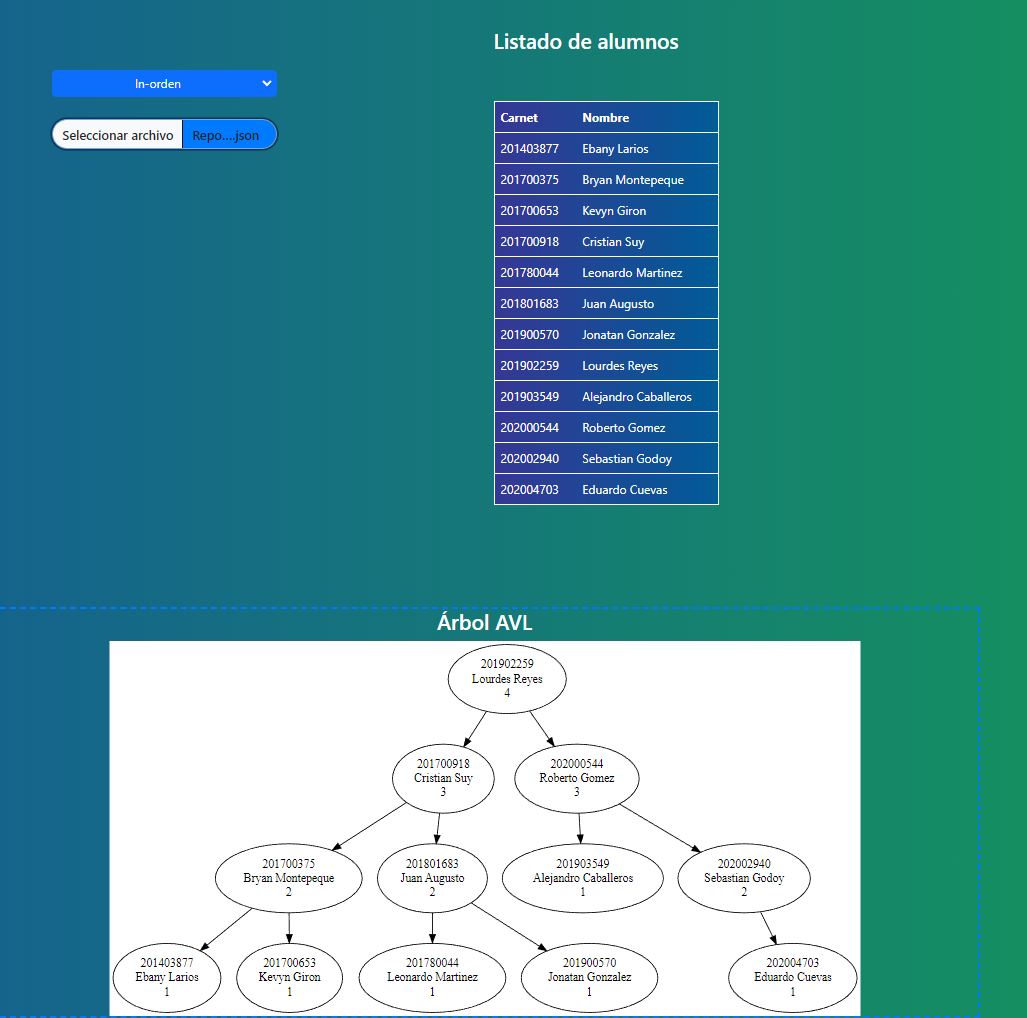 Listado de alumnos
In-orden
Seleccionar archivo Repo....json
Carnet Nombre
201403877 Ebany Larios
201700375 Bryan Montepeque
201700653 Kevyn Giron
201700918 Cristian Suy
201780044 Leonardo Martinez
201801683 Juan Augusto
201900570 Jonatan Gonzalez
201902259 Lourdes Reyes
201903549 Alejandro Caballeros
202000544 Roberto Gomez
202002940 Sebastian Godoy
202004703 Eduardo Cuevas
Árbol AVL
201902259
Lourdes Reyes
4
201700918
Cristian Suy
3
202000544
Roberto Gomez
3
201700375
Bryan Montepeque
2
201801683
Juan Augusto
2
201903549
Alejandro Caballeros
1
202002940
Sebastian Godoy
2
201403877
Ebany Larios
1
201700653
Kevyn Giron
1
201780044
Leonardo Martinez
1
201900570
Jonatan Gonzalez
1
202004703
Eduardo Cuevas
1